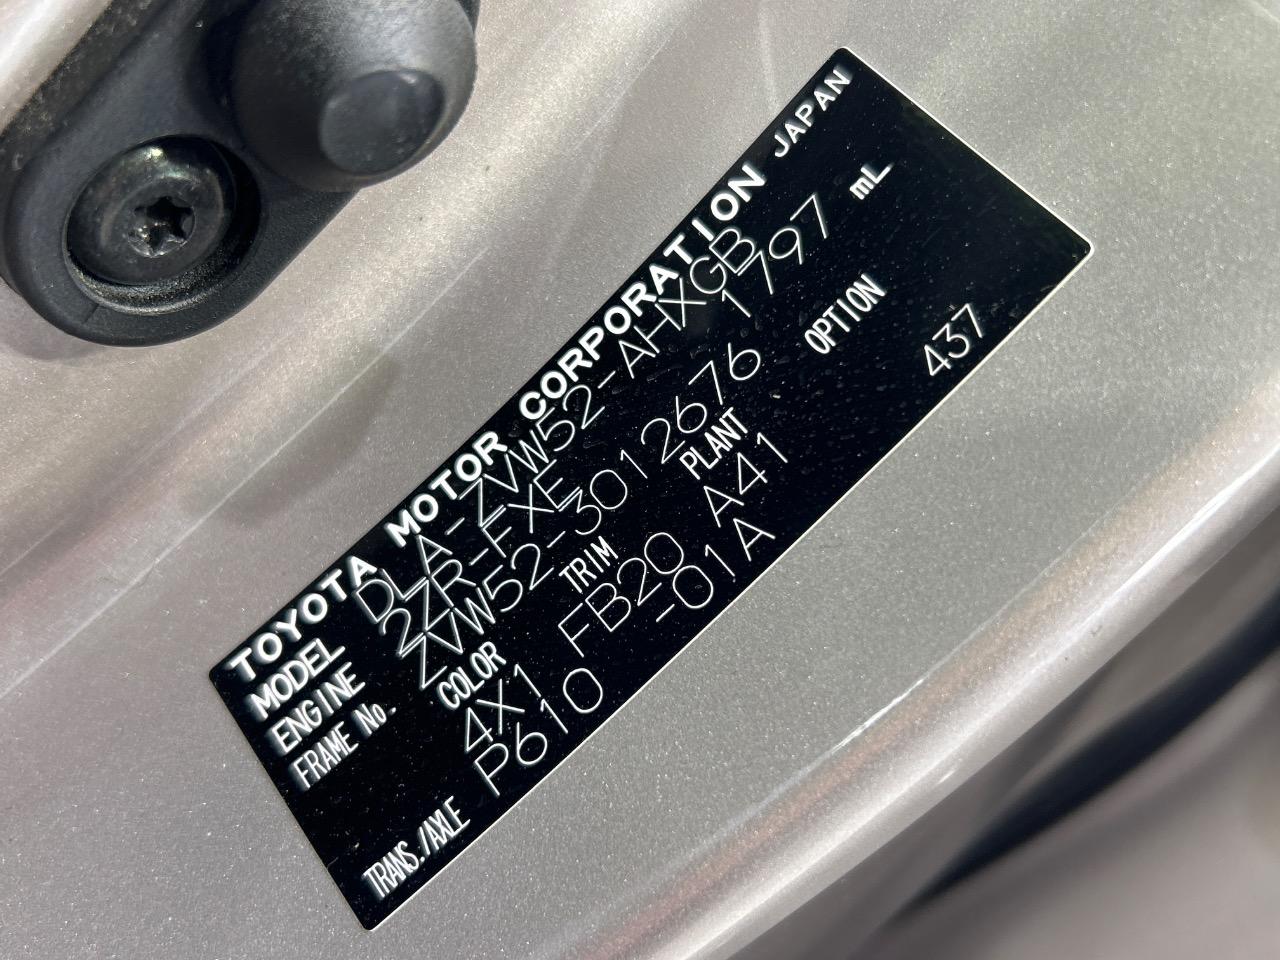 TOYOTA MOTOR CORPORATION JAPAN
MODEL DLA-ZVW52-AHXGB
ENGINE 2ZR-FXE 1797 mL
FRAME No. ZVW52-3012676
COLOR TRIM PLANT OPTION
4X1 FB20 A41 437
TRANS./AXLE P610 -01A